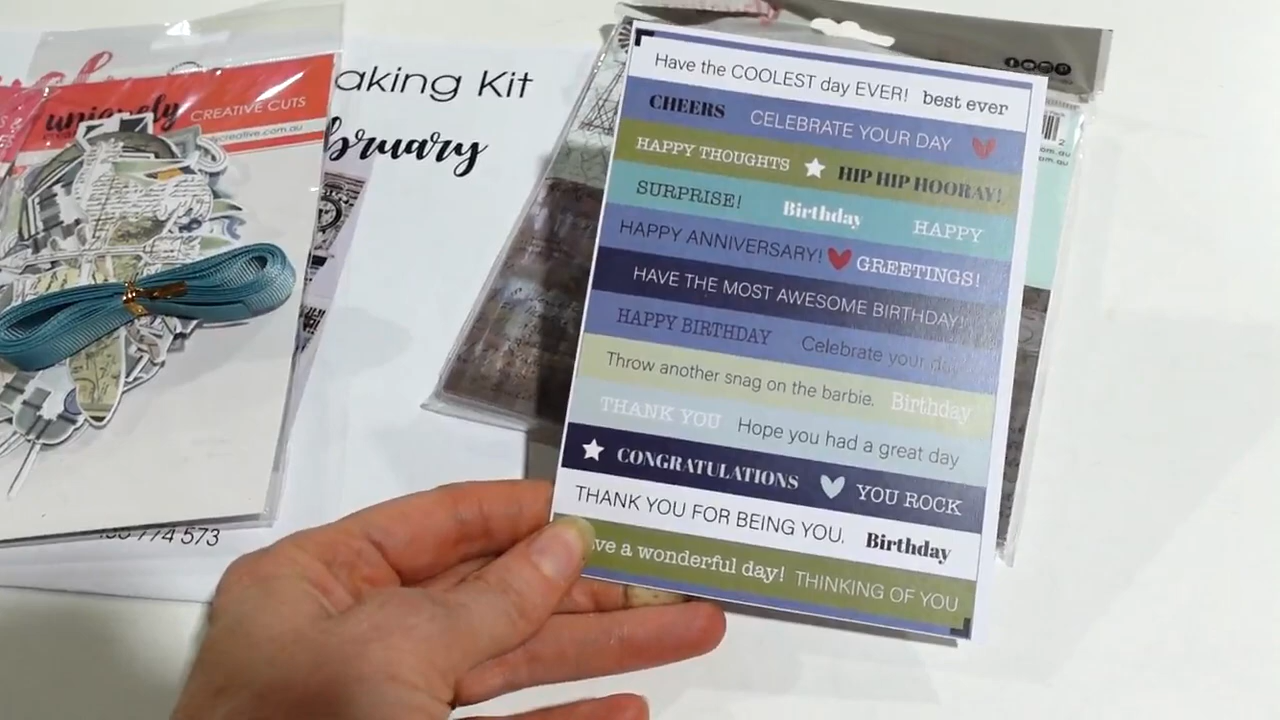 aking Kit
bruary
uniquely CREATIVE CUTS
Have the COOLEST day EVER! best ever
CHEERS CELEBRATE YOUR DAY
HAPPY THOUGHTS HIP HIP HOORAY!
SURPRISE! Birthday HAPPY
HAPPY ANNIVERSARY! GREETINGS!
HAVE THE MOST AWESOME BIRTHDAY!
HAPPY BIRTHDAY Celebrate your day
Throw another snag on the barbie. Birthday
THANK YOU Hope you had a great day
CONGRATULATIONS YOU ROCK
THANK YOU FOR BEING YOU. Birthday
ve a wonderful day! THINKING OF YOU
774 573